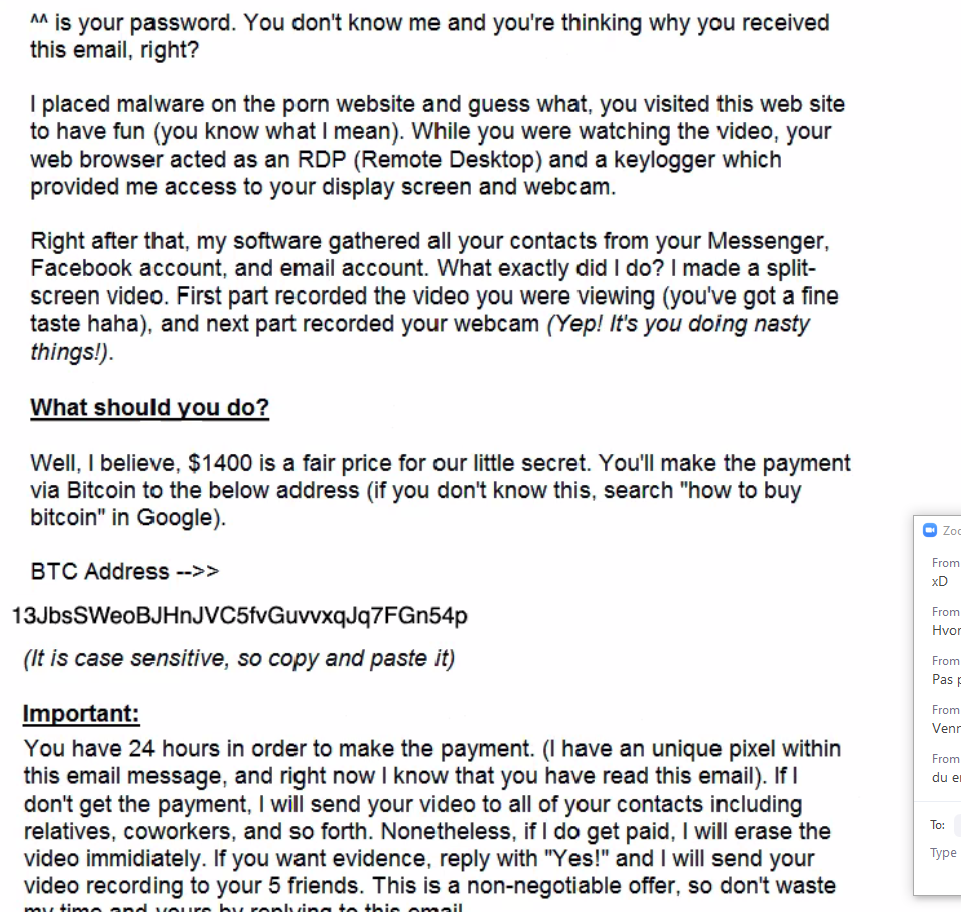 ^^ is your password. You don't know me and you're thinking why you received
this email, right?
I placed malware on the porn website and guess what, you visited this web site
to have fun (you know what I mean). While you were watching the video, your
web browser acted as an RDP (Remote Desktop) and a keylogger which
provided me access to your display screen and webcam.
Right after that, my software gathered all your contacts from your Messenger,
Facebook account, and email account. What exactly did I do? I made a split-
screen video. First part recorded the video you were viewing (you've got a fine
taste haha), and next part recorded your webcam (Yep! It's you doing nasty
things!).
What should you do?
Well, I believe, $1400 is a fair price for our little secret. You'll make the payment
via Bitcoin to the below address (if you don't know this, search "how to buy
bitcoin" in Google).
BTC Address -->>
13JbsSWeoBJHnJVC5fvGuvvxqJq7FGn54p
(It is case sensitive, so copy and paste it)
Important:
You have 24 hours in order to make the payment. (I have an unique pixel within
this email message, and right now I know that you have read this email). If I
don't get the payment, I will send your video to all of your contacts including
relatives, coworkers, and so forth. Nonetheless, if I do get paid, I will erase the
video immidiately. If you want evidence, reply with "Yes!" and I will send your
video recording to your 5 friends. This is a non-negotiable offer, so don't waste
my time and yours by replying to this email.
From
xD
From
From
Pas
From
From
du
To:
Type